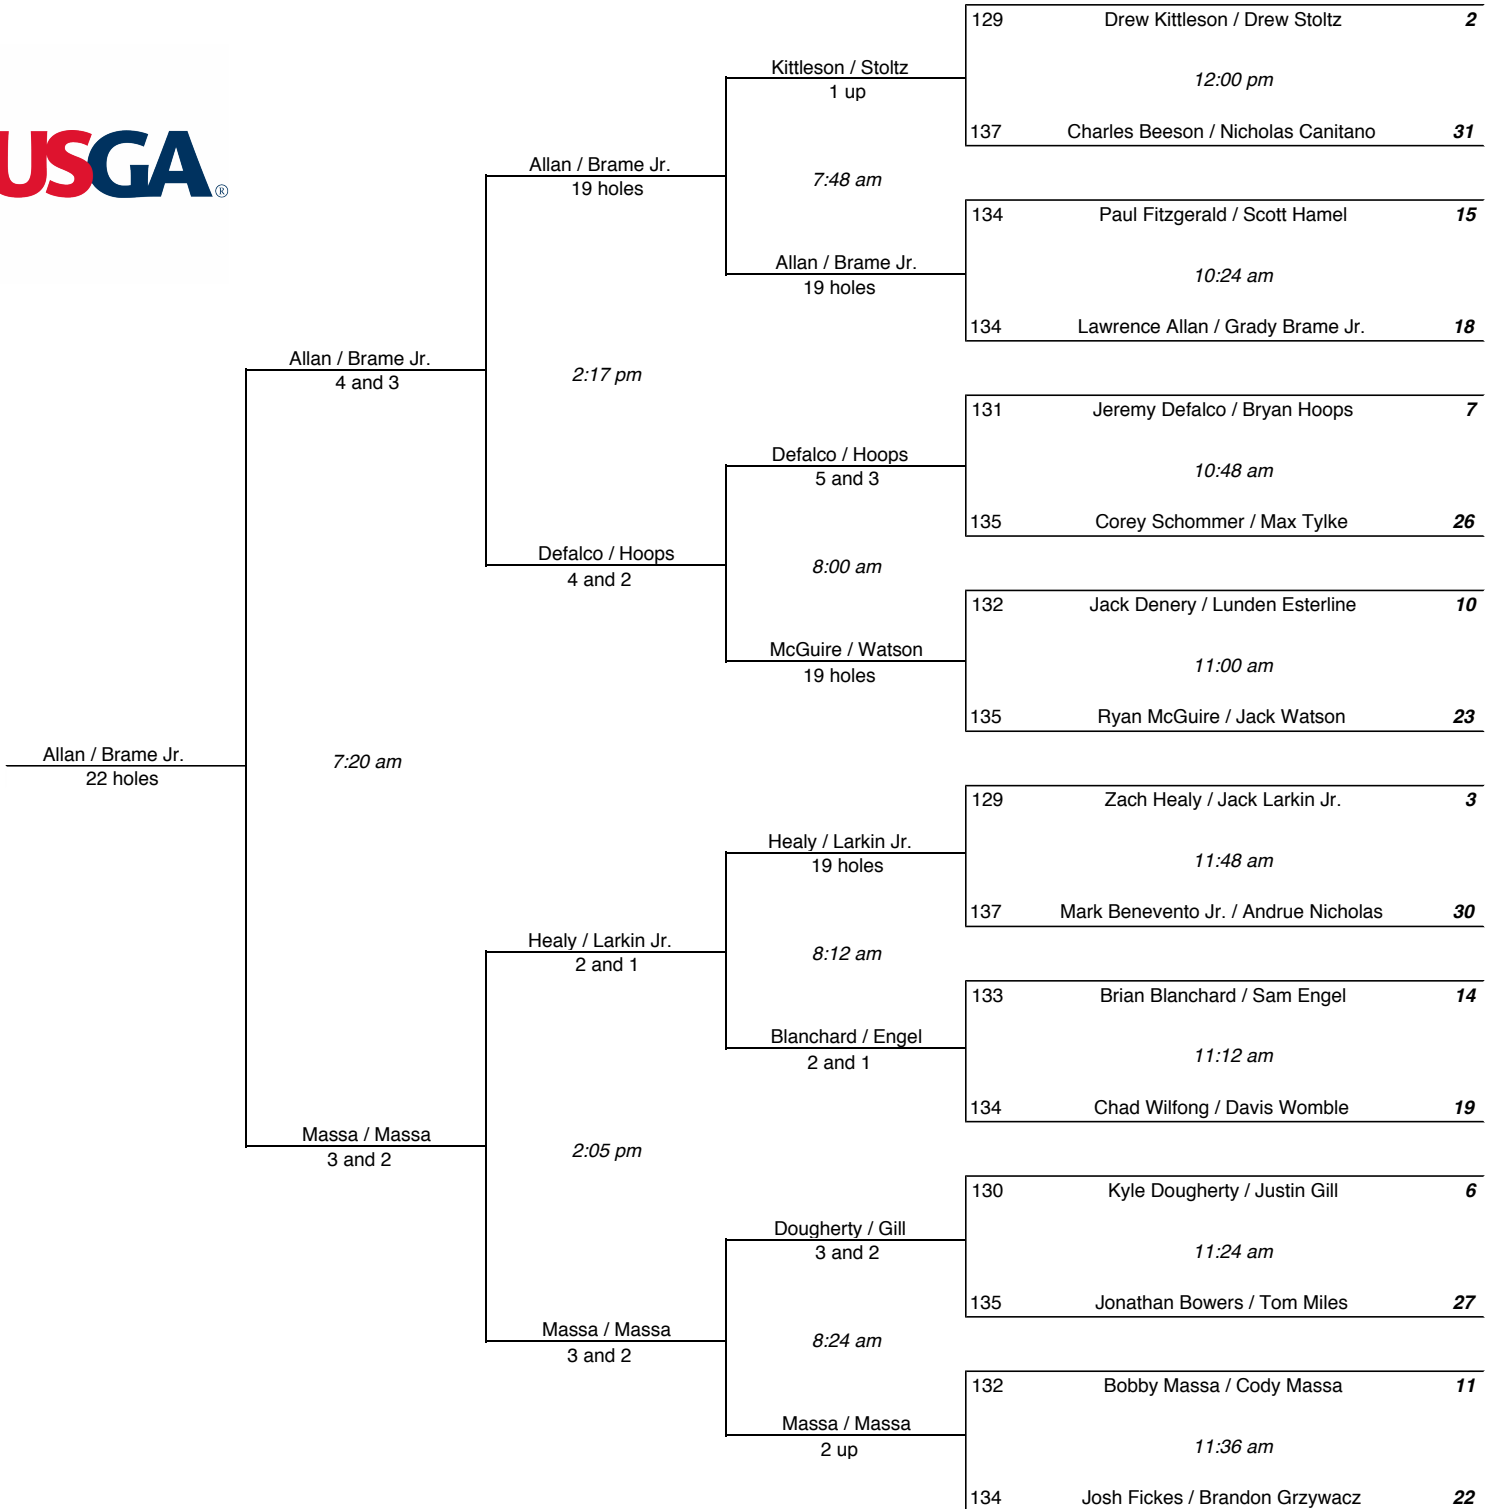 129 Drew Kittleson / Drew Stoltz 2
Kittleson / Stoltz
12:00 pm
1 up
137 Charles Beeson / Nicholas Canitano 31
USGA®
Allan / Brame Jr.
7:48 am
19 holes
134 Paul Fitzgerald / Scott Hamel 15
Allan / Brame Jr.
10:24 am
19 holes
134 Lawrence Allan / Grady Brame Jr. 18
Allan / Brame Jr.
2:17 pm
4 and 3
131 Jeremy Defalco / Bryan Hoops 7
Defalco / Hoops
10:48 am
5 and 3
135 Corey Schommer / Max Tylke 26
Defalco / Hoops
8:00 am
4 and 2
132 Jack Denery / Lunden Esterline 10
McGuire / Watson
11:00 am
19 holes
135 Ryan McGuire / Jack Watson 23
Allan / Brame Jr.
7:20 am
22 holes
129 Zach Healy / Jack Larkin Jr. 3
Healy / Larkin Jr.
11:48 am
19 holes
137 Mark Benevento Jr. / Andrue Nicholas 30
Healy / Larkin Jr.
8:12 am
2 and 1
133 Brian Blanchard / Sam Engel 14
Blanchard / Engel
11:12 am
2 and 1
134 Chad Wilfong / Davis Womble 19
Massa / Massa
2:05 pm
3 and 2
130 Kyle Dougherty / Justin Gill 6
Dougherty / Gill
11:24 am
3 and 2
135 Jonathan Bowers / Tom Miles 27
Massa / Massa
8:24 am
3 and 2
132 Bobby Massa / Cody Massa 11
Massa / Massa
11:36 am
2 up
134 Josh Fickes / Brandon Grzywacz 22